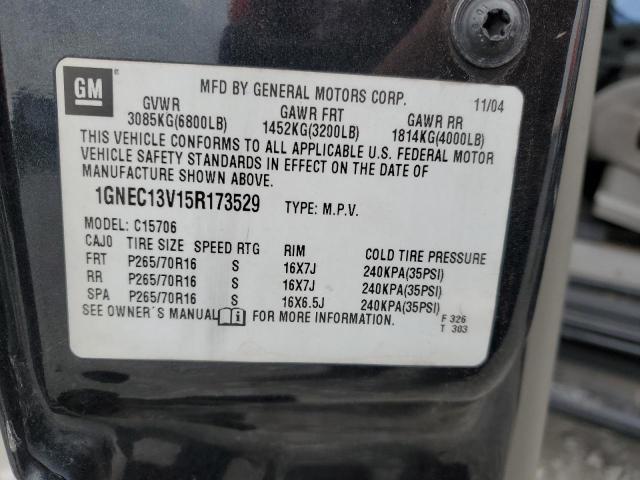 GM
MFD BY GENERAL MOTORS CORP. 11/04
GVWR GAWR FRT GAWR RR
3085KG(6800LB) 1452KG(3200LB) 1814KG(4000LB)
THIS VEHICLE CONFORMS TO ALL APPLICABLE U.S. FEDERAL MOTOR
VEHICLE SAFETY STANDARDS IN EFFECT ON THE DATE OF
MANUFACTURE SHOWN ABOVE.
1GNEC13V15R173529 TYPE: M.P.V.
MODEL: C15706
CAJO TIRE SIZE SPEED RTG RIM COLD TIRE PRESSURE
FRT P265/70R16 S 16X7J 240KPA(35PSI)
RR P265/70R16 S 16X7J 240KPA(35PSI)
SPA P265/70R16 S 16X6.5J 240KPA(35PSI)
SEE OWNER'S MANUAL FOR MORE INFORMATION.
F 326
T 303